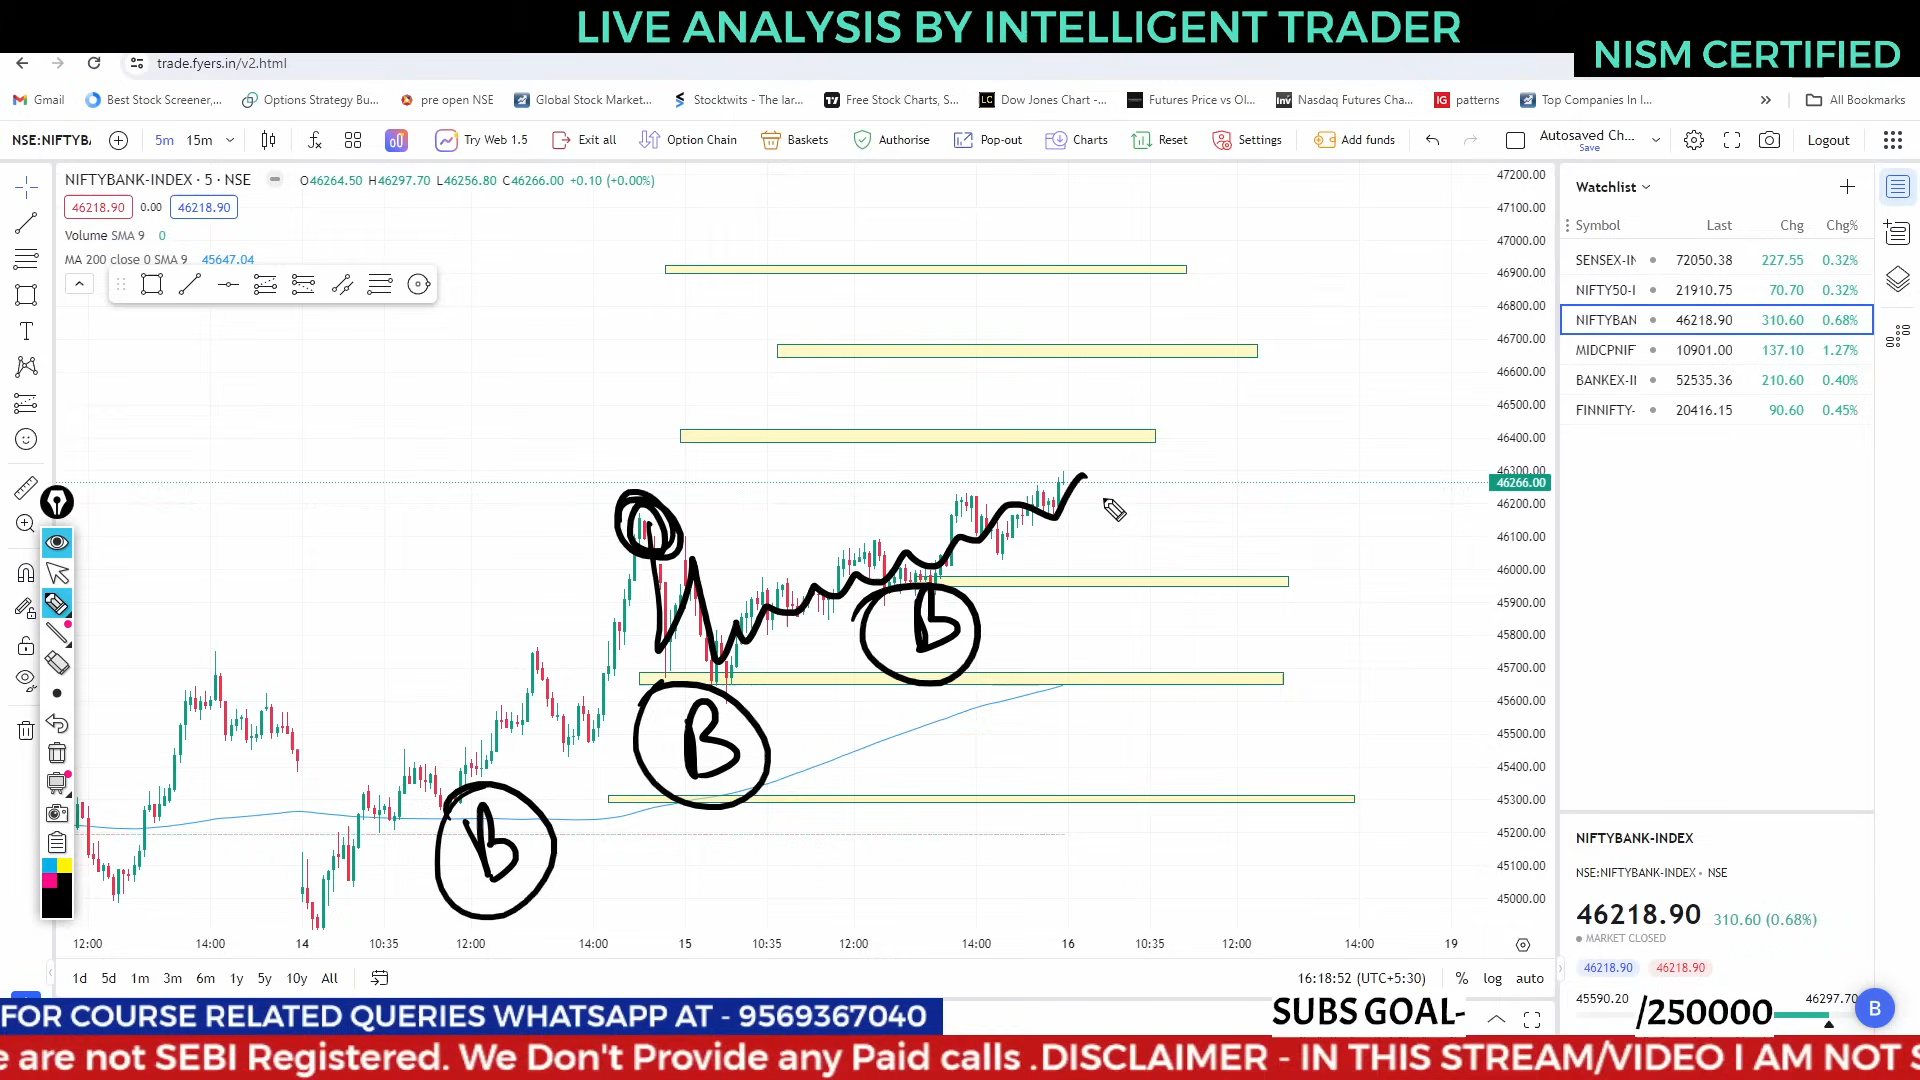 LIVE ANALYSIS BY INTELLIGENT TRADER
NISM CERTIFIED
trade.fyers.in/v2.html
Gmail
Best Stock Screener,...
Options Strategy Bu...
pre open NSE
Global Stock Market...
Stocktwits - The lar...
Free Stock Charts, S...
Dow Jones Chart -...
Futures Price vs Ol...
Nasdaq Futures Cha...
patterns
Top Companies In I...
All Bookmarks
NSE:NIFTYB
5m
15m
Try Web 1.5
Exit all
Option Chain
Baskets
Authorise
Pop-out
Charts
Reset
Settings
Add funds
Autosaved Ch...
Save
Logout
NIFTYBANK-INDEX · 5 · NSE
O46264.50 H46297.70 L46256.80 C46266.00 +0.10 (+0.00%)
46218.90
0.00
46218.90
Volume SMA 9 0
MA 200 close 0 SMA 9 45647.04
47200.00
47100.00
47000.00
46900.00
46800.00
46700.00
46600.00
46500.00
46400.00
46300.00
46266.00
46200.00
46100.00
46000.00
45900.00
45800.00
45700.00
45600.00
45500.00
45400.00
45300.00
45200.00
45100.00
45000.00
B
B
B
12:00
14:00
14
10:35
12:00
14:00
15
10:35
12:00
14:00
16
10:35
12:00
14:00
19
1d
5d
1m
3m
6m
1y
5y
10y
All
16:18:52 (UTC+5:30)
%
log
auto
Watchlist
Symbol Last Chg Chg%
SENSEX-IN 72050.38 227.55 0.32%
NIFTY50-I 21910.75 70.70 0.32%
NIFTYBAN 46218.90 310.60 0.68%
MIDCPNIF 10901.00 137.10 1.27%
BANKEX-II 52535.36 210.60 0.40%
FINNIFTY- 20416.15 90.60 0.45%
NIFTYBANK-INDEX
NSE:NIFTYBANK-INDEX • NSE
46218.90 310.60 (0.68%)
MARKET CLOSED
46218.90
46218.90
45590.20
46297.70
B
FOR COURSE RELATED QUERIES WHATSAPP AT - 9569367040
SUBS GOAL-
/250000
e are not SEBI Registered. We Don't Provide any Paid calls .DISCLAIMER - IN THIS STREAM/VIDEO I AM NOT S